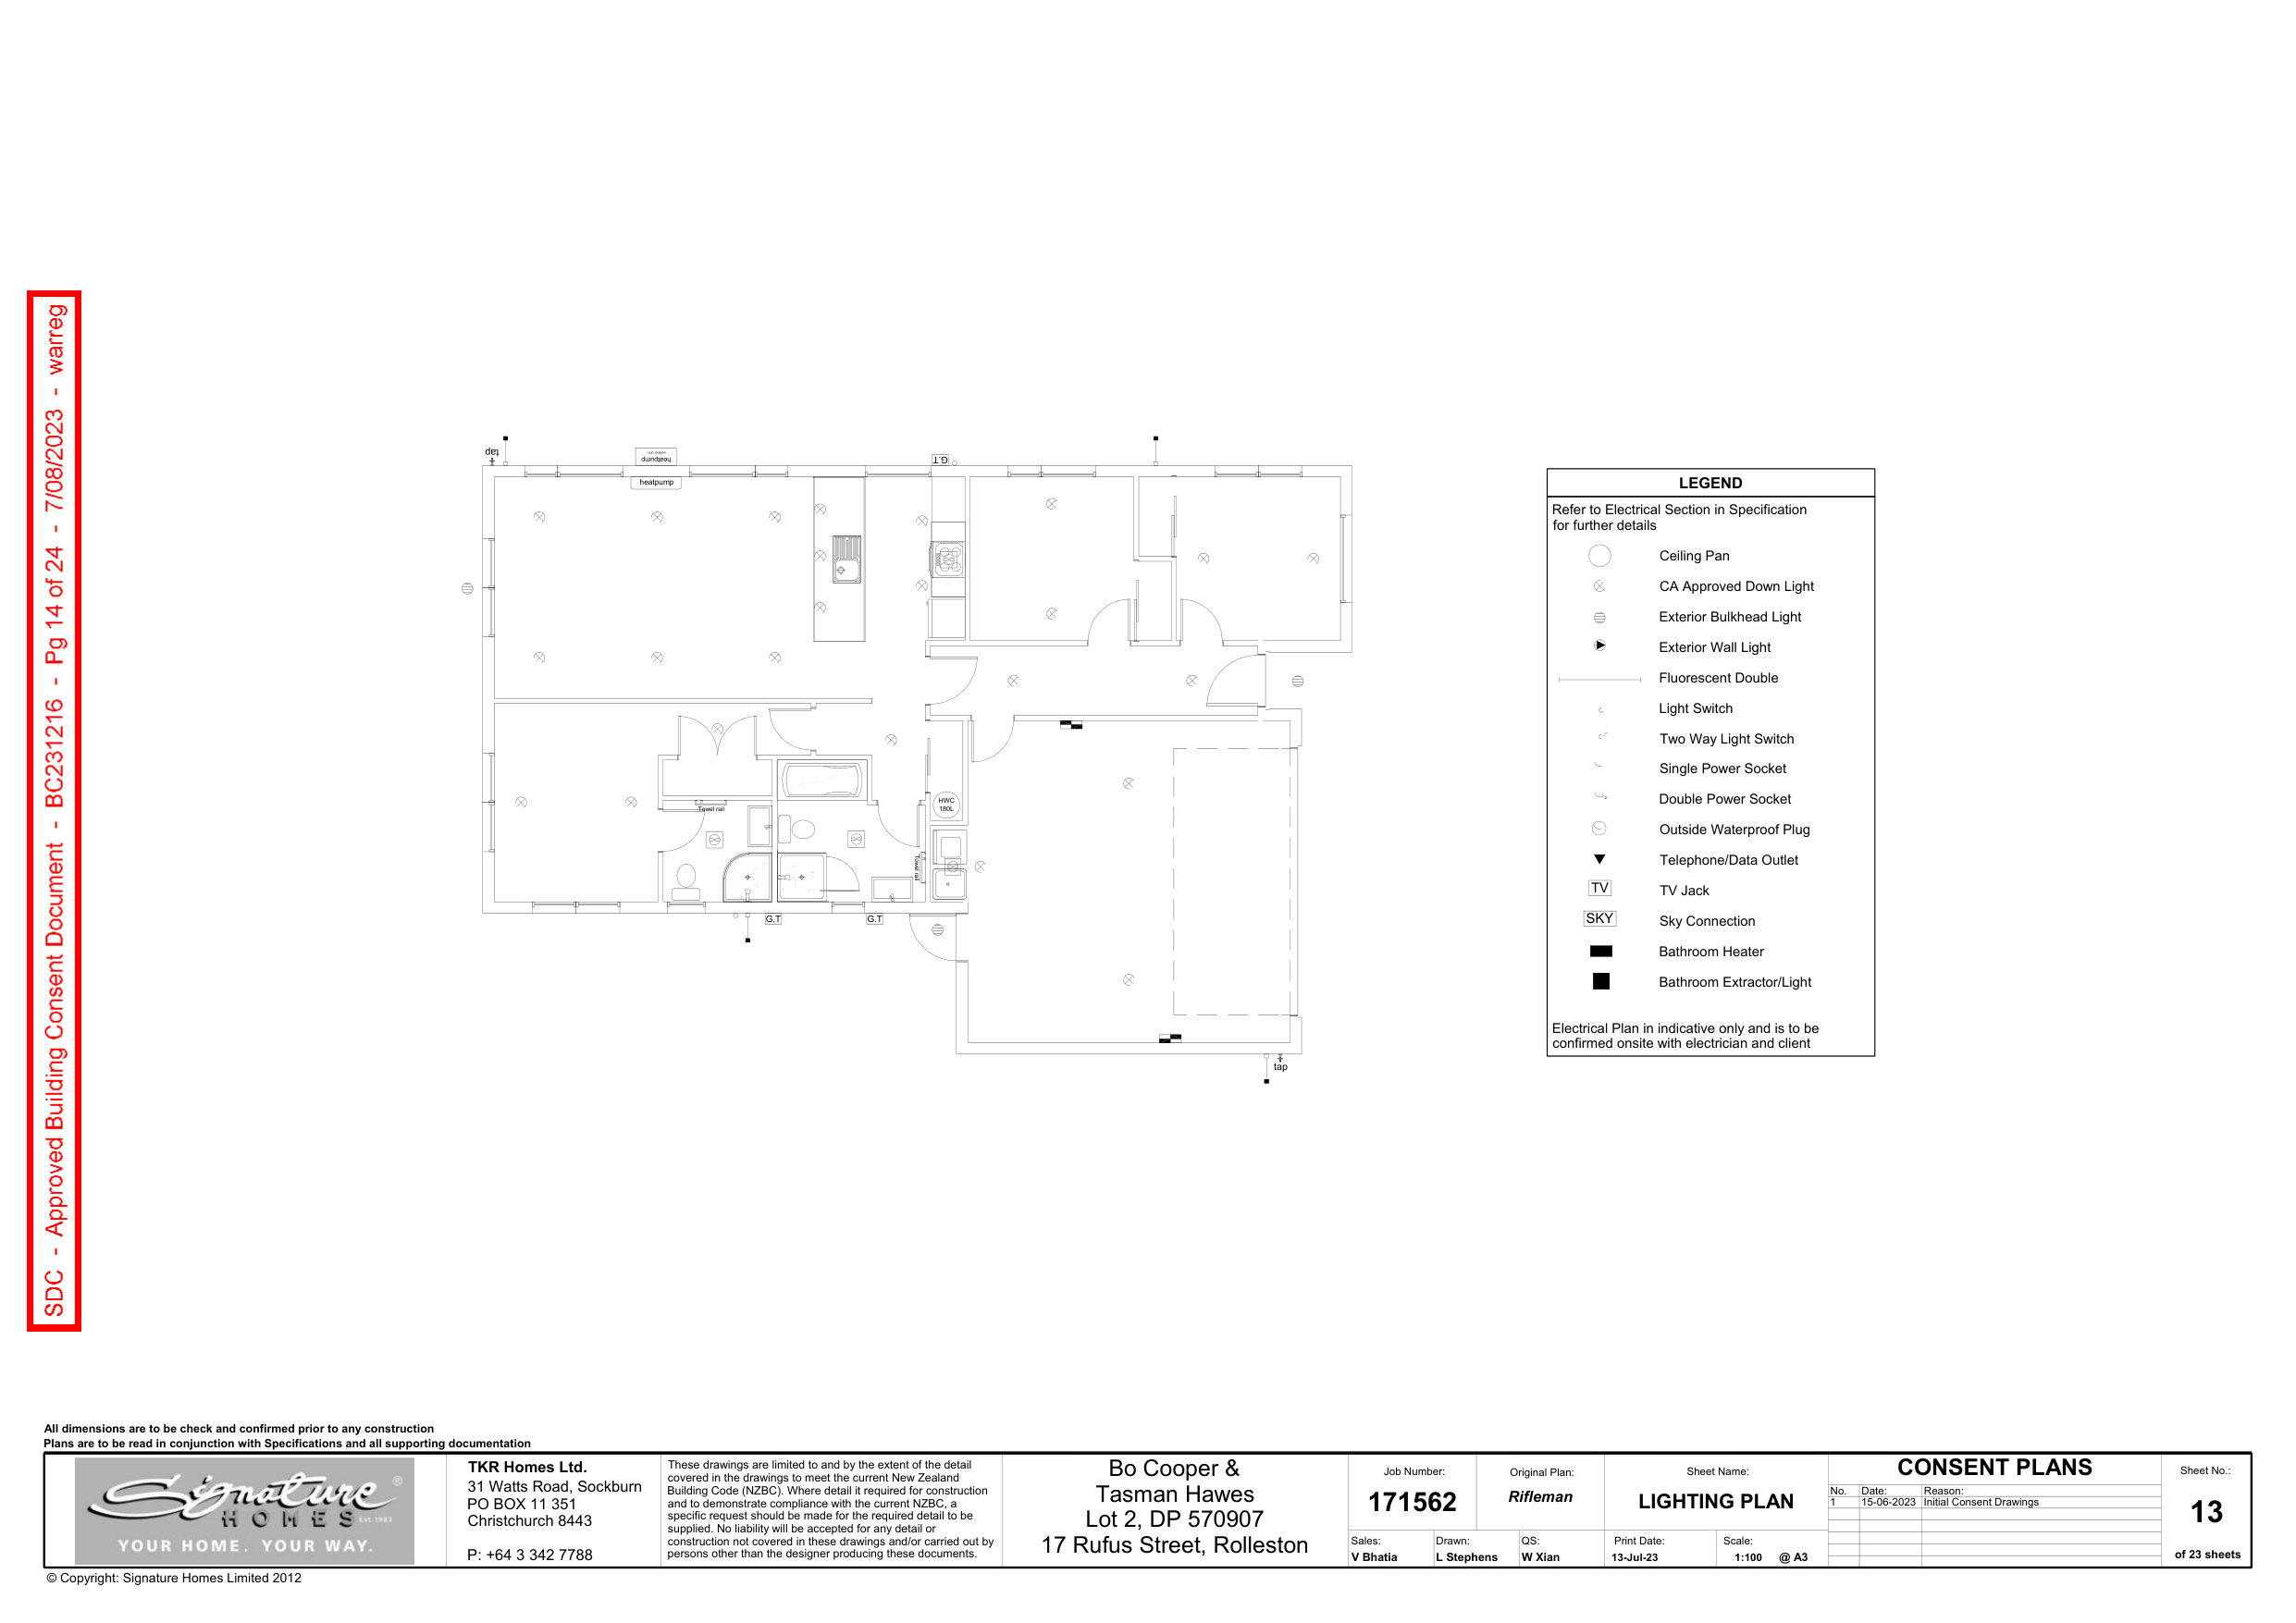 SDC - Approved Building Consent Document - BC231216 - Pg 14 of 24 - 7/08/2023 - warreg
tap
heatpump
heatpump
G.T
HWC
180L
Towel rail
Towel rail
G.T
G.T
tap
LEGEND
Refer to Electrical Section in Specification
for further details
Ceiling Pan
CA Approved Down Light
Exterior Bulkhead Light
Exterior Wall Light
Fluorescent Double
Light Switch
Two Way Light Switch
Single Power Socket
Double Power Socket
Outside Waterproof Plug
Telephone/Data Outlet
TV
TV Jack
SKY
Sky Connection
Bathroom Heater
Bathroom Extractor/Light
Electrical Plan in indicative only and is to be
confirmed onsite with electrician and client
All dimensions are to be check and confirmed prior to any construction
Plans are to be read in conjunction with Specifications and all supporting documentation
Signature ®
HOMES Est.1983
YOUR HOME. YOUR WAY.
TKR Homes Ltd.
31 Watts Road, Sockburn
PO BOX 11 351
Christchurch 8443
P: +64 3 342 7788
These drawings are limited to and by the extent of the detail
covered in the drawings to meet the current New Zealand
Building Code (NZBC). Where detail it required for construction
and to demonstrate compliance with the current NZBC, a
specific request should be made for the required detail to be
supplied. No liability will be accepted for any detail or
construction not covered in these drawings and/or carried out by
persons other than the designer producing these documents.
Bo Cooper &
Tasman Hawes
Lot 2, DP 570907
17 Rufus Street, Rolleston
Job Number:
171562
Original Plan:
Rifleman
Sheet Name:
LIGHTING PLAN
Sales:
V Bhatia
Drawn:
L Stephens
QS:
W Xian
Print Date:
13-Jul-23
Scale:
1:100 @ A3
CONSENT PLANS
No. Date: Reason:
1 15-06-2023 Initial Consent Drawings
Sheet No.:
13
of 23 sheets
© Copyright: Signature Homes Limited 2012